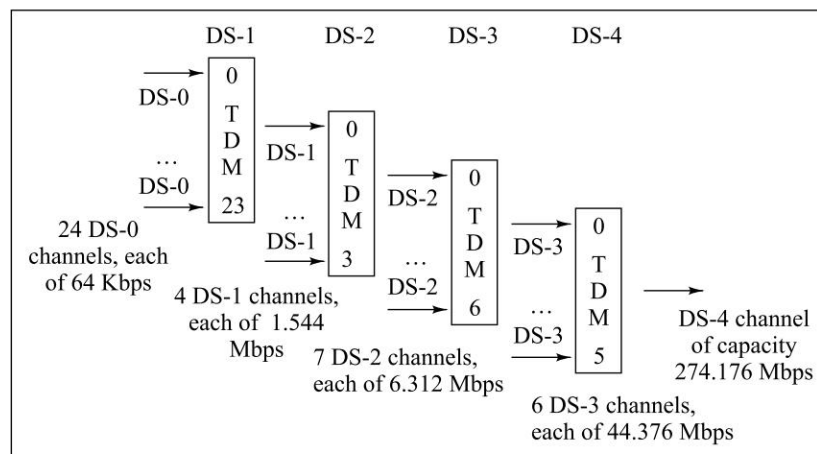 DS-1 DS-2 DS-3 DS-4
DS-0
...
DS-0
0
T
D
M
23
24 DS-0
channels, each
of 64 Kbps
DS-1
...
DS-1
0
T
D
M
3
4 DS-1 channels,
each of 1.544
Mbps
DS-2
...
DS-2
0
T
D
M
6
7 DS-2 channels,
each of 6.312 Mbps
DS-3
...
DS-3
0
T
D
M
5
6 DS-3 channels,
each of 44.376 Mbps
DS-4 channel
of capacity
274.176 Mbps